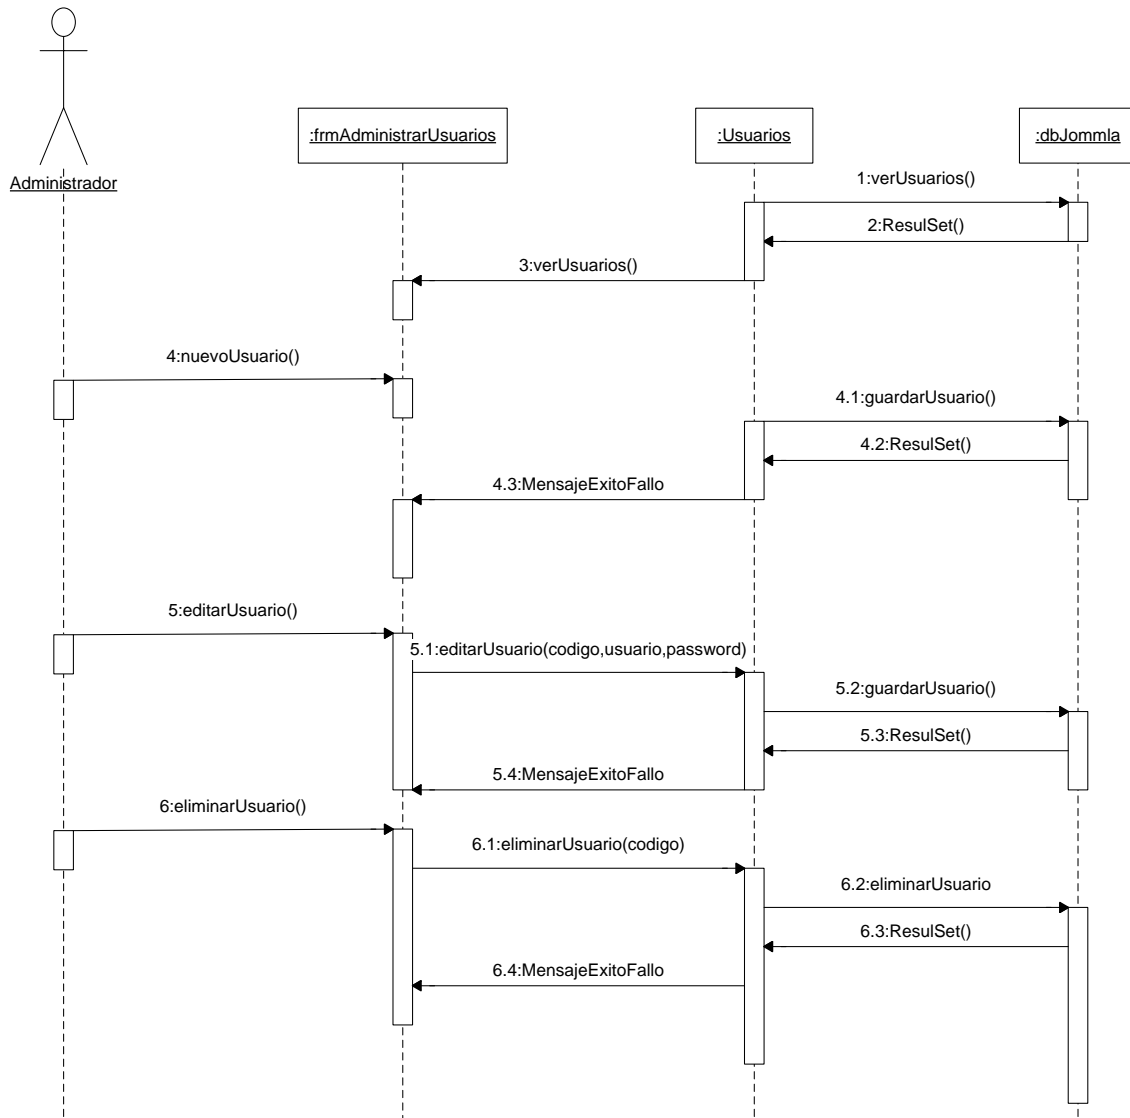 :frmAdministrarUsuarios
:Usuarios
:dbJommla
Administrador
1:verUsuarios()
2:ResulSet()
3:verUsuarios()
4:nuevoUsuario()
4.1:guardarUsuario()
4.2:ResulSet()
4.3:MensajeExitoFallo
5:editarUsuario()
5.1:editarUsuario(codigo,usuario,password)
5.2:guardarUsuario()
5.3:ResulSet()
5.4:MensajeExitoFallo
6:eliminarUsuario()
6.1:eliminarUsuario(codigo)
6.2:eliminarUsuario
6.3:ResulSet()
6.4:MensajeExitoFallo